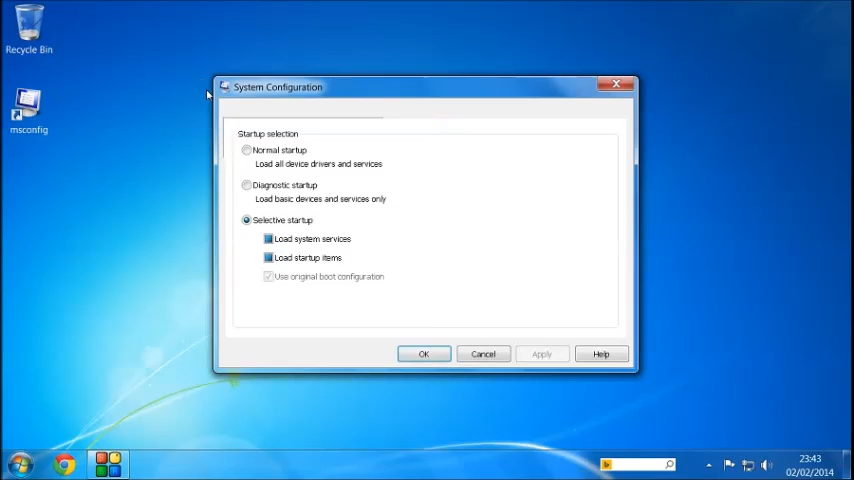 Recycle Bin
msconfig
System Configuration
Startup selection
Normal startup
Load all device drivers and services
Diagnostic startup
Load basic devices and services only
Selective startup
Load system services
Load startup items
Use original boot configuration
OK
Cancel
Apply
Help
23:43
02/02/2014